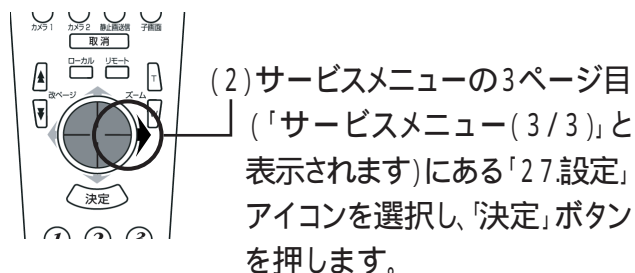 カメラ1 カメラ2 静止画送信 子画面
取消
ローカル リモート
T
改ページ ズーム
決定
1 2 3
(2)サービスメニューの3ページ目
(「サービスメニュー(3/3)」と
表示されます)にある「27.設定」
アイコンを選択し、「決定」ボタン
を押します。